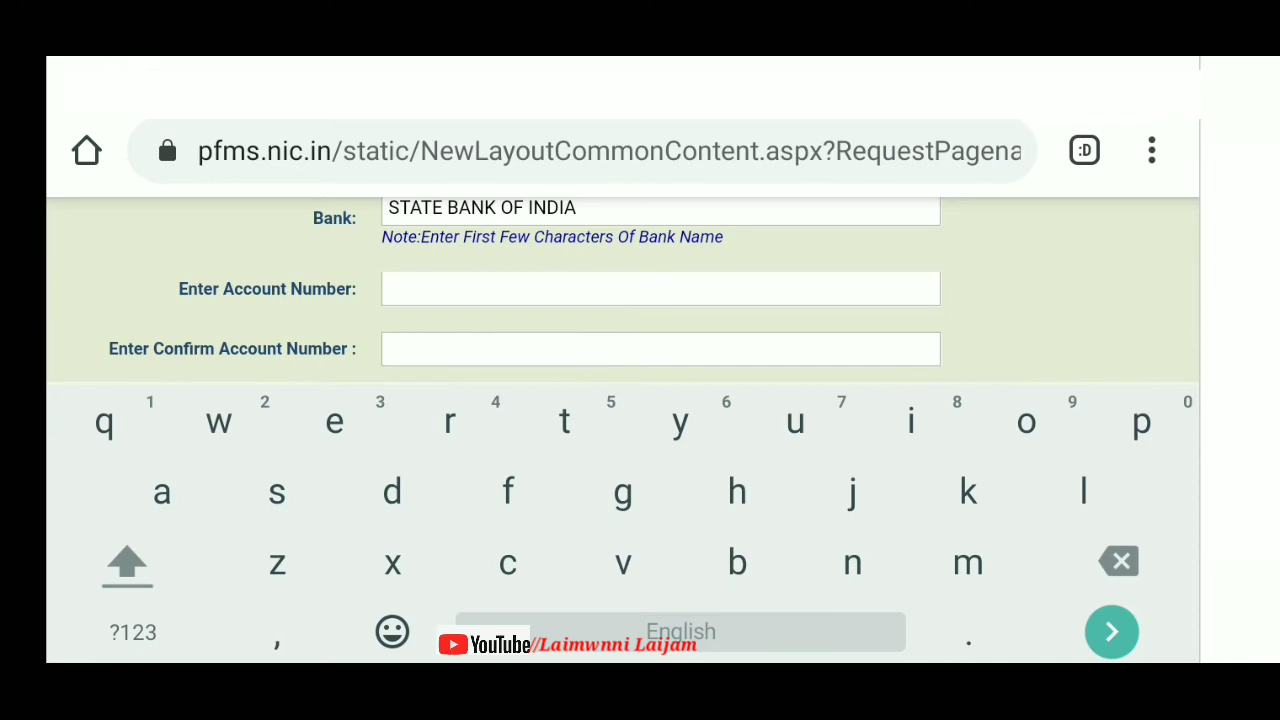 :D
pfms.nic.in/static/NewLayoutCommonContent.aspx?RequestPagena
Bank: STATE BANK OF INDIA
Note:Enter First Few Characters Of Bank Name
Enter Account Number:
Enter Confirm Account Number :
1 2 3 4 5 6 7 8 9 0
q w e r t y u i o p
a s d f g h j k l
z x c v b n m
?123 , English .
YouTube//Laimwnni Laijam